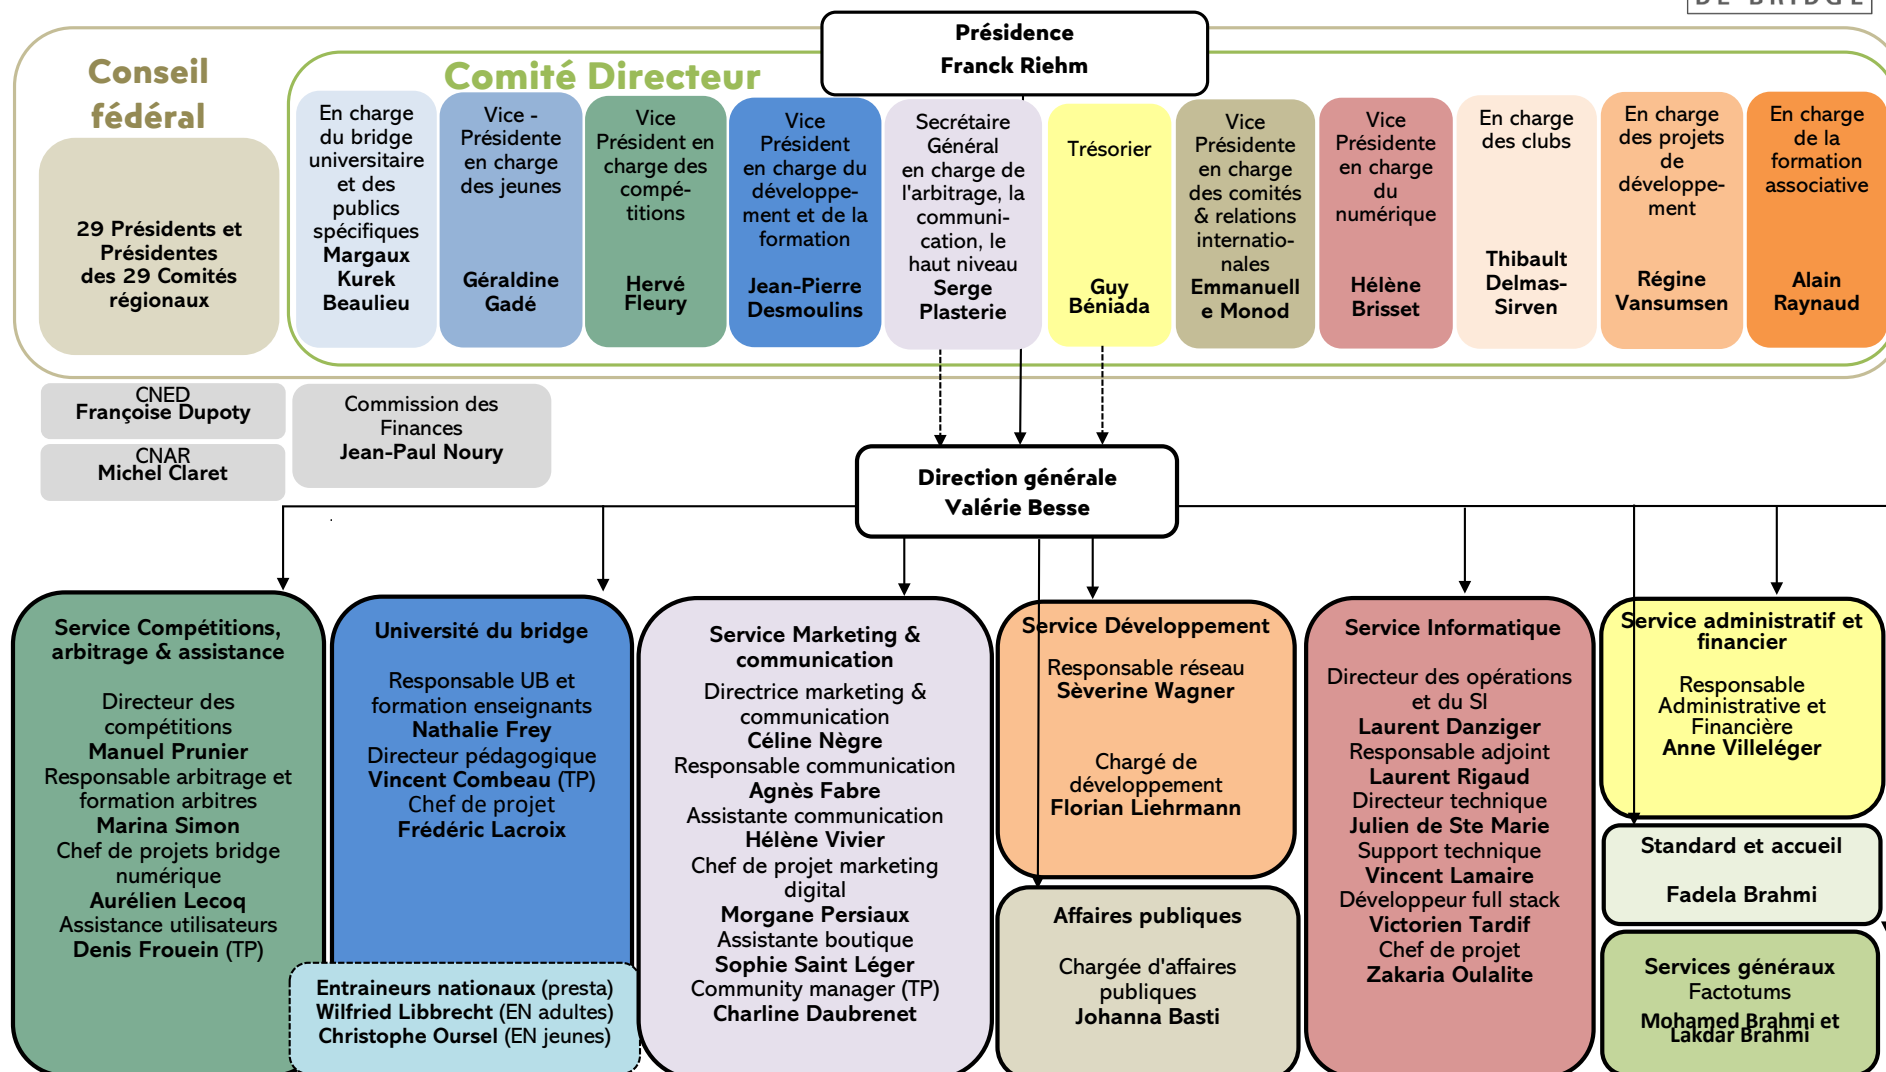 DE BRIDGE
Présidence
Franck Riehm
Conseil
fédéral
29 Présidents et
Présidentes
des 29 Comités
régionaux
Comité Directeur
En charge
du bridge
universitaire
et des
publics
spécifiques
Margaux
Kurek
Beaulieu
Vice -
Présidente
en charge
des jeunes
Géraldine
Gadé
Vice
Président en
charge des
compé-
titions
Hervé
Fleury
Vice
Président
en charge du
développe-
ment et de la
formation
Jean-Pierre
Desmoulins
Secrétaire
Général
en charge de
l'arbitrage, la
communi-
cation, le
haut niveau
Serge
Plasterie
Trésorier
Guy
Béniada
Vice
Présidente
en charge
des comités
& relations
internatio-
nales
Emmanuell
e Monod
Vice
Présidente
en charge
du
numérique
Hélène
Brisset
En charge
des clubs
Thibault
Delmas-
Sirven
En charge
des projets
de
développe-
ment
Régine
Vansumsen
En charge
de la
formation
associative
Alain
Raynaud
CNED
Françoise Dupoty
CNAR
Michel Claret
Commission des
Finances
Jean-Paul Noury
Direction générale
Valérie Besse
Service Compétitions,
arbitrage & assistance
Directeur des
compétitions
Manuel Prunier
Responsable arbitrage et
formation arbitres
Marina Simon
Chef de projets bridge
numérique
Aurélien Lecoq
Assistance utilisateurs
Denis Frouein (TP)
Université du bridge
Responsable UB et
formation enseignants
Nathalie Frey
Directeur pédagogique
Vincent Combeau (TP)
Chef de projet
Frédéric Lacroix
Entraineurs nationaux (presta)
Wilfried Libbrecht (EN adultes)
Christophe Oursel (EN jeunes)
Service Marketing &
communication
Directrice marketing &
communication
Céline Nègre
Responsable communication
Agnès Fabre
Assistante communication
Hélène Vivier
Chef de projet marketing
digital
Morgane Persiaux
Assistante boutique
Sophie Saint Léger
Community manager (TP)
Charline Daubrenet
Service Développement
Responsable réseau
Sèverine Wagner
Chargé de
développement
Florian Liehrmann
Affaires publiques
Chargée d'affaires
publiques
Johanna Basti
Service Informatique
Directeur des opérations
et du SI
Laurent Danziger
Responsable adjoint
Laurent Rigaud
Directeur technique
Julien de Ste Marie
Support technique
Vincent Lamaire
Développeur full stack
Victorien Tardif
Chef de projet
Zakaria Oulalite
Service administratif et
financier
Responsable
Administrative et
Financière
Anne Villeléger
Standard et accueil
Fadela Brahmi
Services généraux
Factotums
Mohamed Brahmi et
Lakdar Brahmi